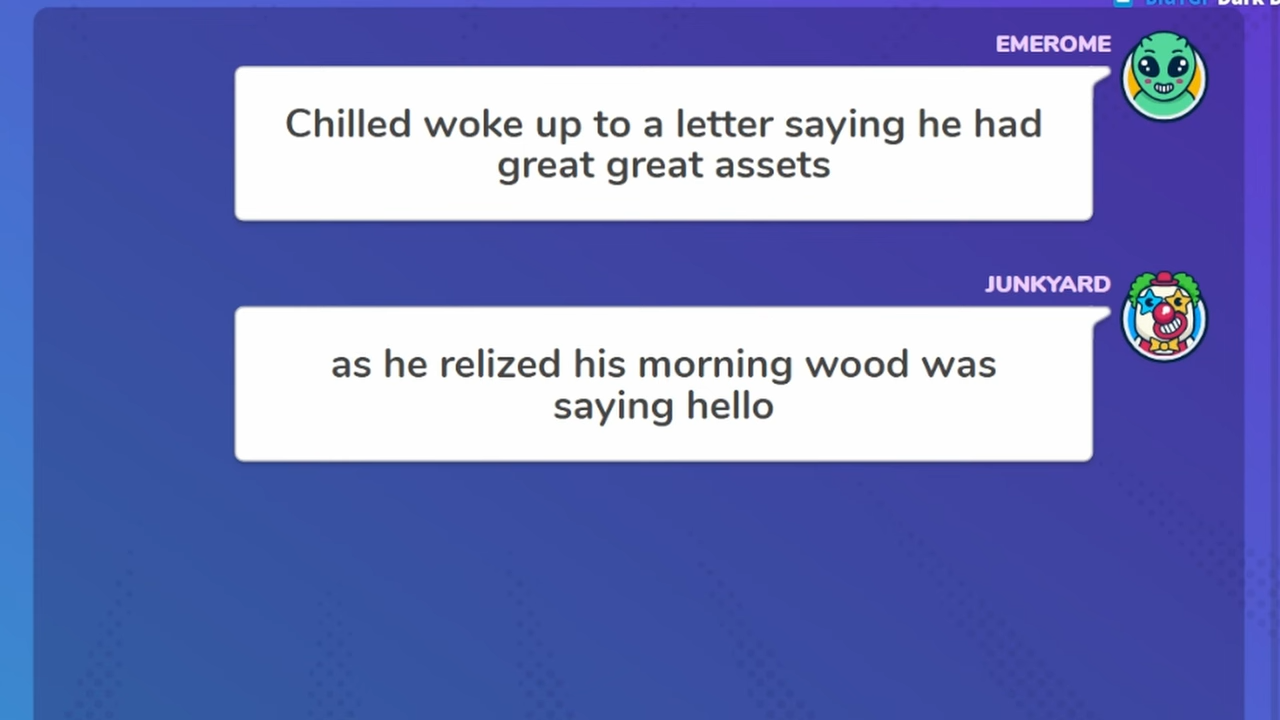 EMEROME
Chilled woke up to a letter saying he had
great great assets
JUNKYARD
as he relized his morning wood was
saying hello